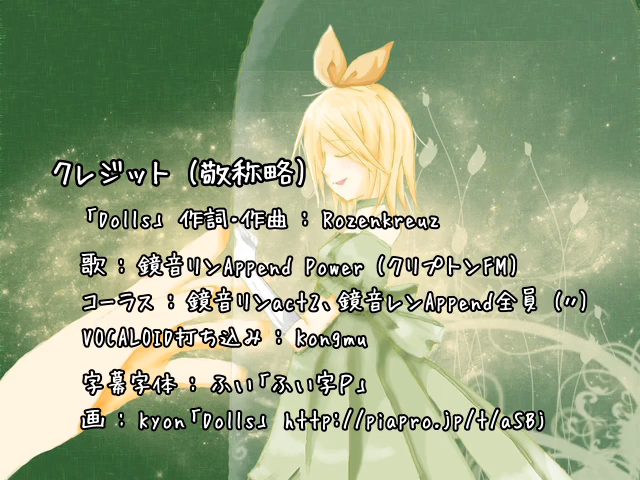 クレジット（敬称略）
「Dolls」 作詞・作曲 : Rozenkreuz
歌 : 鏡音リンAppend Power（クリプトンFM）
コーラス : 鏡音リンact2、鏡音レンAppend全員（〃）
VOCALOID打ち込み : kongmu
字幕字体 : ふい「ふい字P」
画 : kyon「Dolls」 http://piapro.jp/t/aSBj